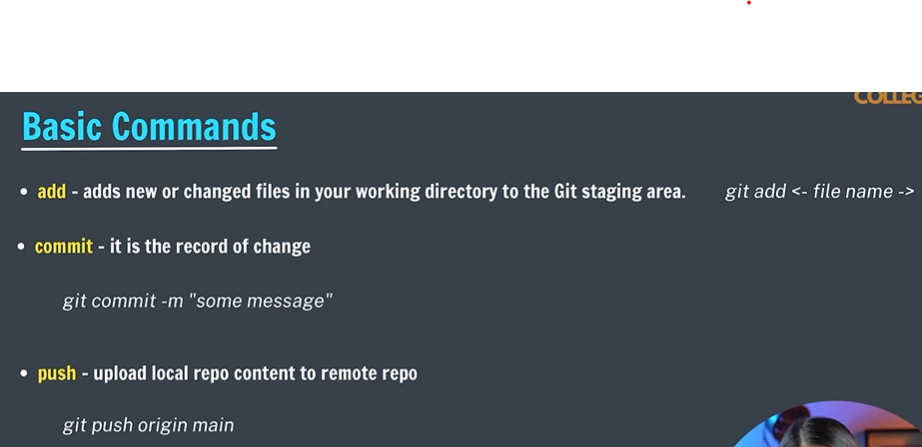 Basic Commands
• add - adds new or changed files in your working directory to the Git staging area. git add <- file name ->
• commit - it is the record of change
git commit -m "some message"
• push - upload local repo content to remote repo
git push origin main